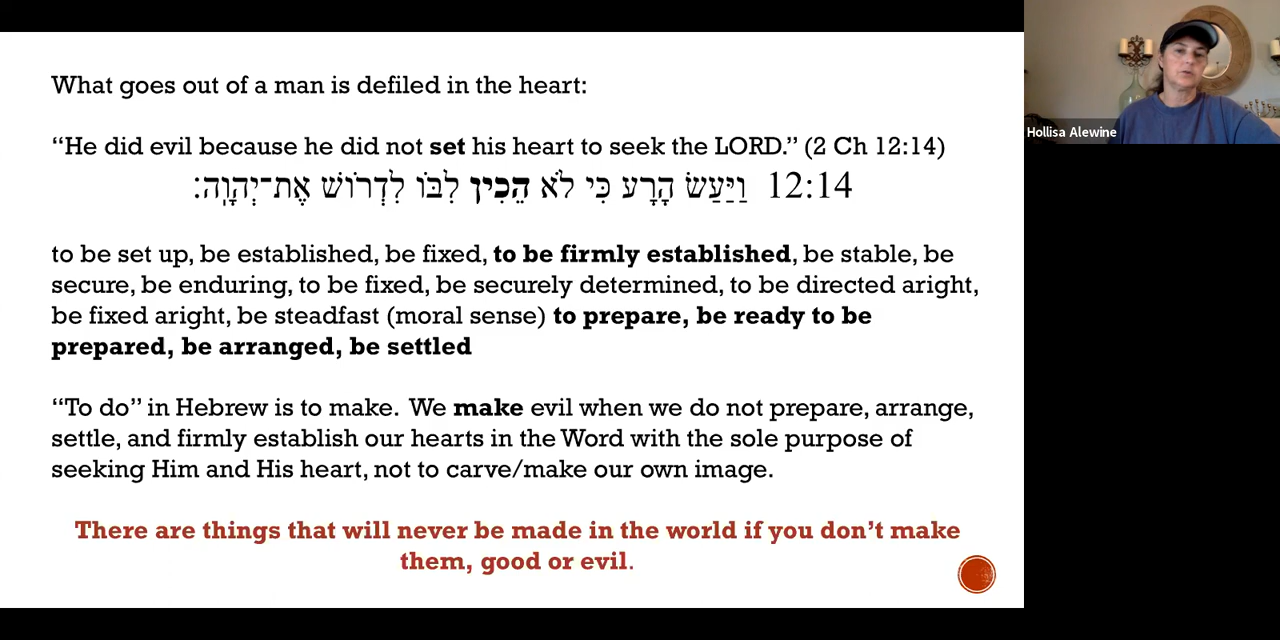 What goes out of a man is defiled in the heart:
“He did evil because he did not set his heart to seek the LORD.” (2 Ch 12:14)
12:14 וַיַּעַשׂ הָרָע כִּי לֹא הֵכִין לִבּוֹ לִדְרוֹשׁ אֶת־יְהוָה׃
to be set up, be established, be fixed, to be firmly established, be stable, be
secure, be enduring, to be fixed, be securely determined, to be directed aright,
be fixed aright, be steadfast (moral sense) to prepare, be ready to be
prepared, be arranged, be settled
“To do” in Hebrew is to make.  We make evil when we do not prepare, arrange,
settle, and firmly establish our hearts in the Word with the sole purpose of
seeking Him and His heart, not to carve/make our own image.
There are things that will never be made in the world if you don’t make
them, good or evil.
Hollisa Alewine